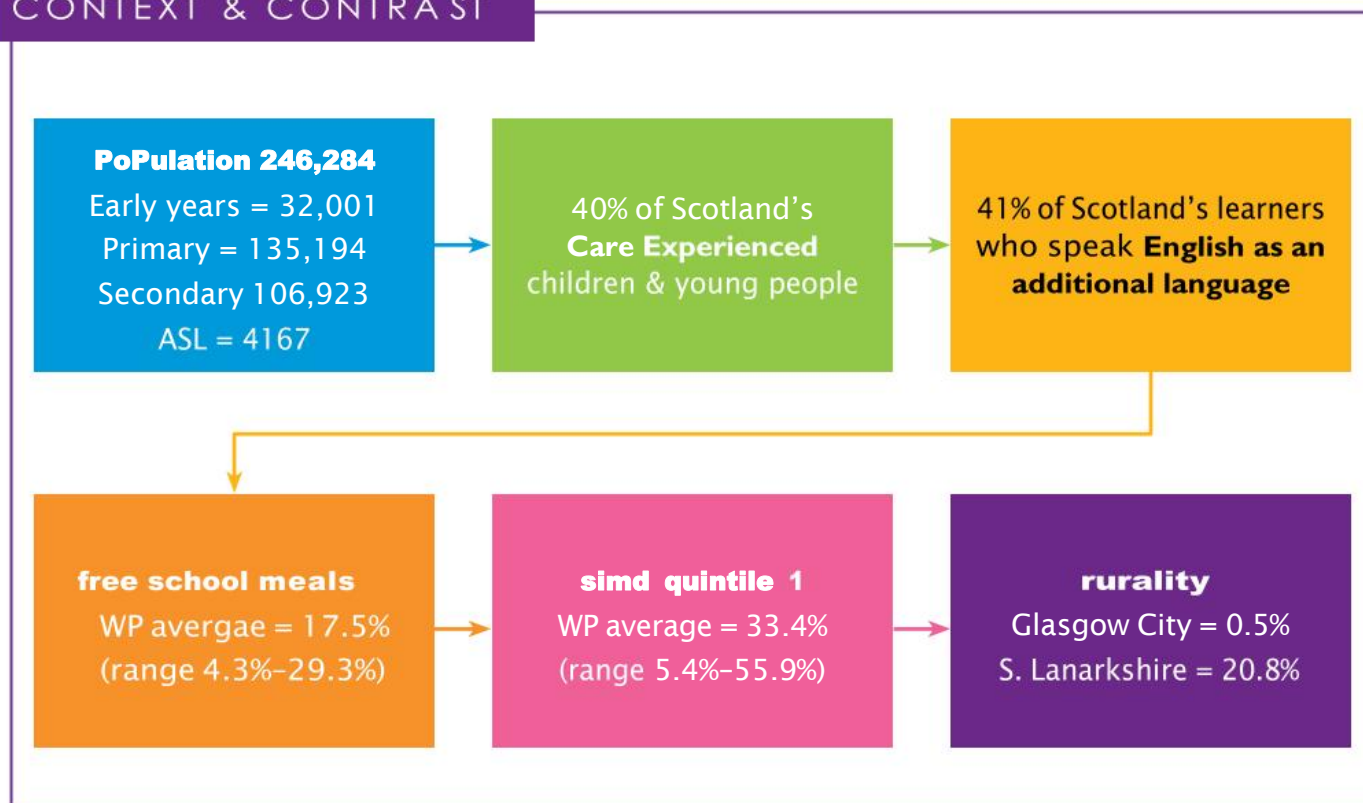 CONTEXT & CONTRAST
PoPulation 246,284
Early years = 32,001
Primary = 135,194
Secondary 106,923
ASL = 4167
40% of Scotland's
Care Experienced
children & young people
41% of Scotland's learners
who speak English as an
additional language
free school meals
WP avergae = 17.5%
(range 4.3%–29.3%)
simd quintile 1
WP average = 33.4%
(range 5.4%–55.9%)
rurality
Glasgow City = 0.5%
S. Lanarkshire = 20.8%